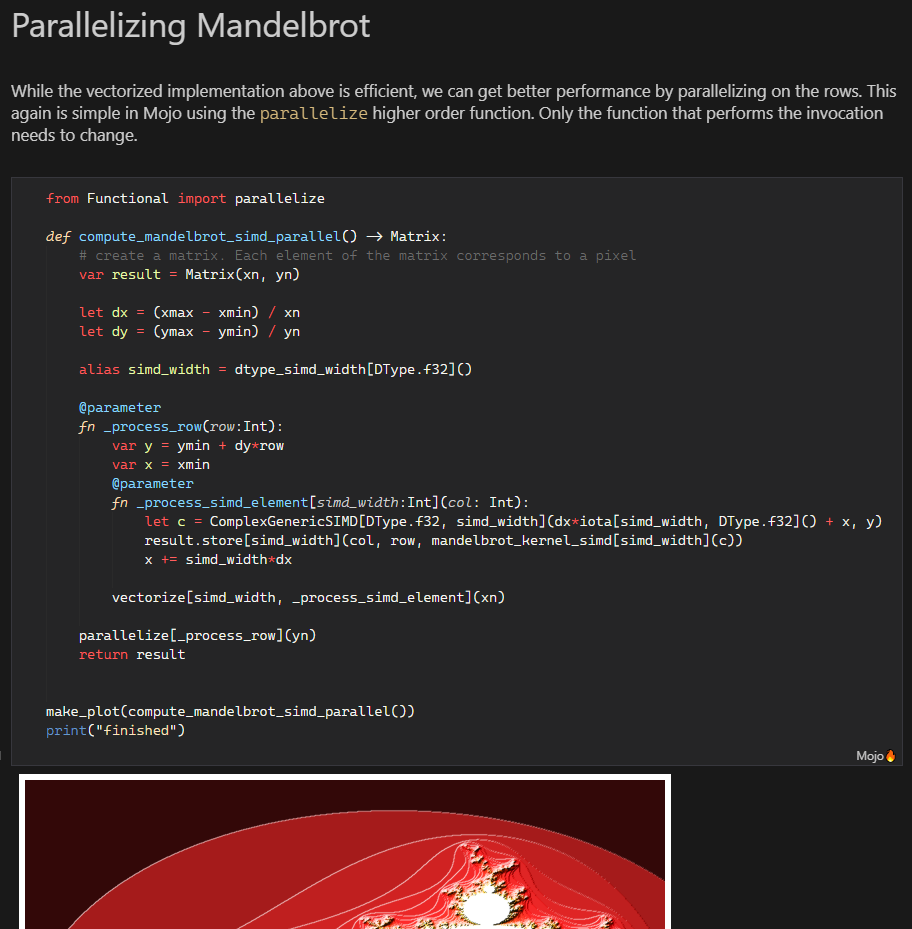 Parallelizing Mandelbrot
While the vectorized implementation above is efficient, we can get better performance by parallelizing on the rows. This
again is simple in Mojo using the parallelize higher order function. Only the function that performs the invocation
needs to change.
from Functional import parallelize
def compute_mandelbrot_simd_parallel() -> Matrix:
    # create a matrix. Each element of the matrix corresponds to a pixel
    var result = Matrix(xn, yn)
    let dx = (xmax - xmin) / xn
    let dy = (ymax - ymin) / yn
    alias simd_width = dtype_simd_width[DType.f32]()
    @parameter
    fn _process_row(row:Int):
        var y = ymin + dy*row
        var x = xmin
        @parameter
        fn _process_simd_element[simd_width:Int](col: Int):
            let c = ComplexGenericSIMD[DType.f32, simd_width](dx*iota[simd_width, DType.f32]() + x, y)
            result.store[simd_width](col, row, mandelbrot_kernel_simd[simd_width](c))
            x += simd_width*dx
        vectorize[simd_width, _process_simd_element](xn)
    parallelize[_process_row](yn)
    return result
make_plot(compute_mandelbrot_simd_parallel())
print("finished")
Mojo🔥